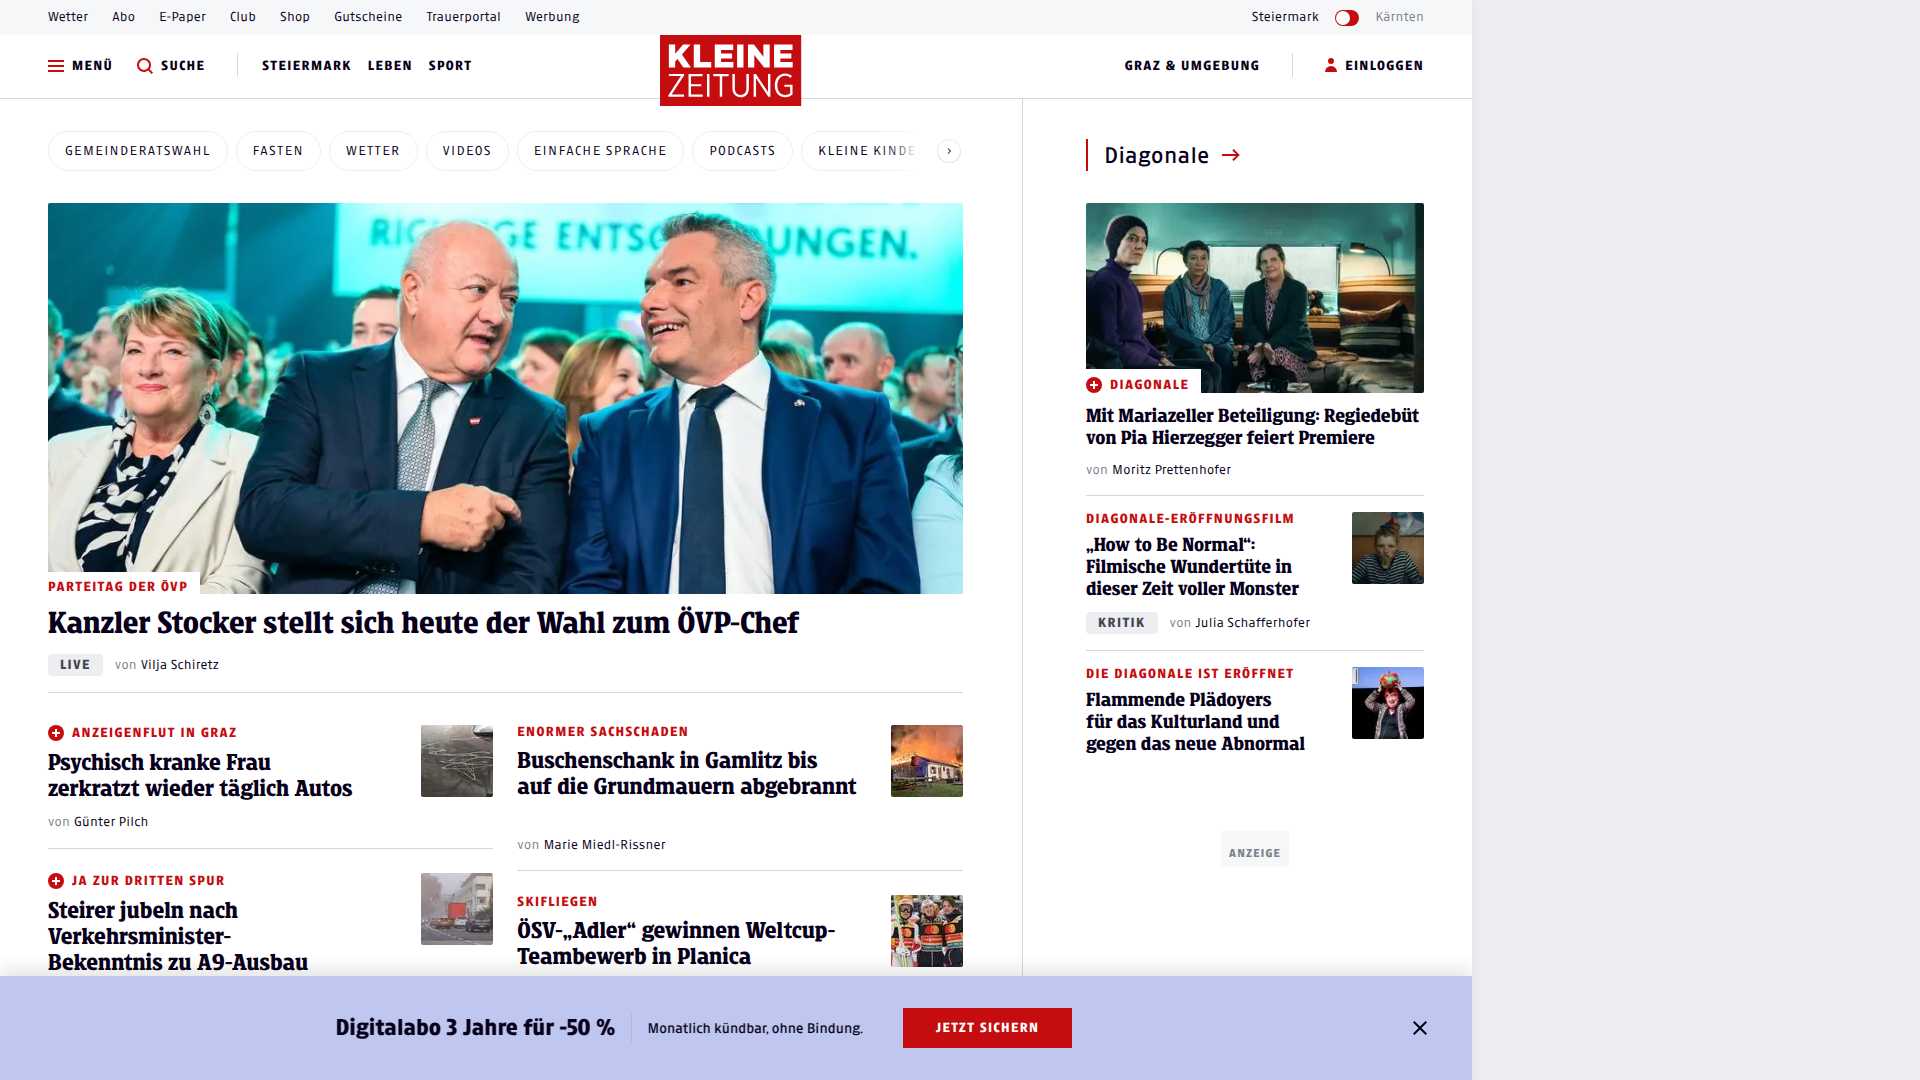 Wetter Abo E-Paper Club Shop Gutscheine Trauerportal Werbung Steiermark Kärnten
MENÜ SUCHE STEIERMARK LEBEN SPORT KLEINE ZEITUNG GRAZ & UMGEBUNG EINLOGGEN
GEMEINDERATSWAHL FASTEN WETTER VIDEOS EINFACHE SPRACHE PODCASTS KLEINE KINDE
PARTEITAG DER ÖVP
Kanzler Stocker stellt sich heute der Wahl zum ÖVP-Chef
LIVE von Vilja Schiretz
ANZEIGENFLUT IN GRAZ
Psychisch kranke Frau
zerkratzt wieder täglich Autos
von Günter Pilch
JA ZUR DRITTEN SPUR
Steirer jubeln nach
Verkehrsminister-
Bekenntnis zu A9-Ausbau
ENORMER SACHSCHADEN
Buschenschank in Gamlitz bis
auf die Grundmauern abgebrannt
von Marie Miedl-Rissner
SKIFLIEGEN
ÖSV-„Adler“ gewinnen Weltcup-
Teambewerb in Planica
Diagonale
DIAGONALE
Mit Mariazeller Beteiligung: Regiedebüt
von Pia Hierzegger feiert Premiere
von Moritz Prettenhofer
DIAGONALE-ERÖFFNUNGSFILM
„How to Be Normal“:
Filmische Wundertüte in
dieser Zeit voller Monster
KRITIK von Julia Schafferhofer
DIE DIAGONALE IST ERÖFFNET
Flammende Plädoyers
für das Kulturland und
gegen das neue Abnormal
ANZEIGE
Digitalabo 3 Jahre für -50 % Monatlich kündbar, ohne Bindung. JETZT SICHERN